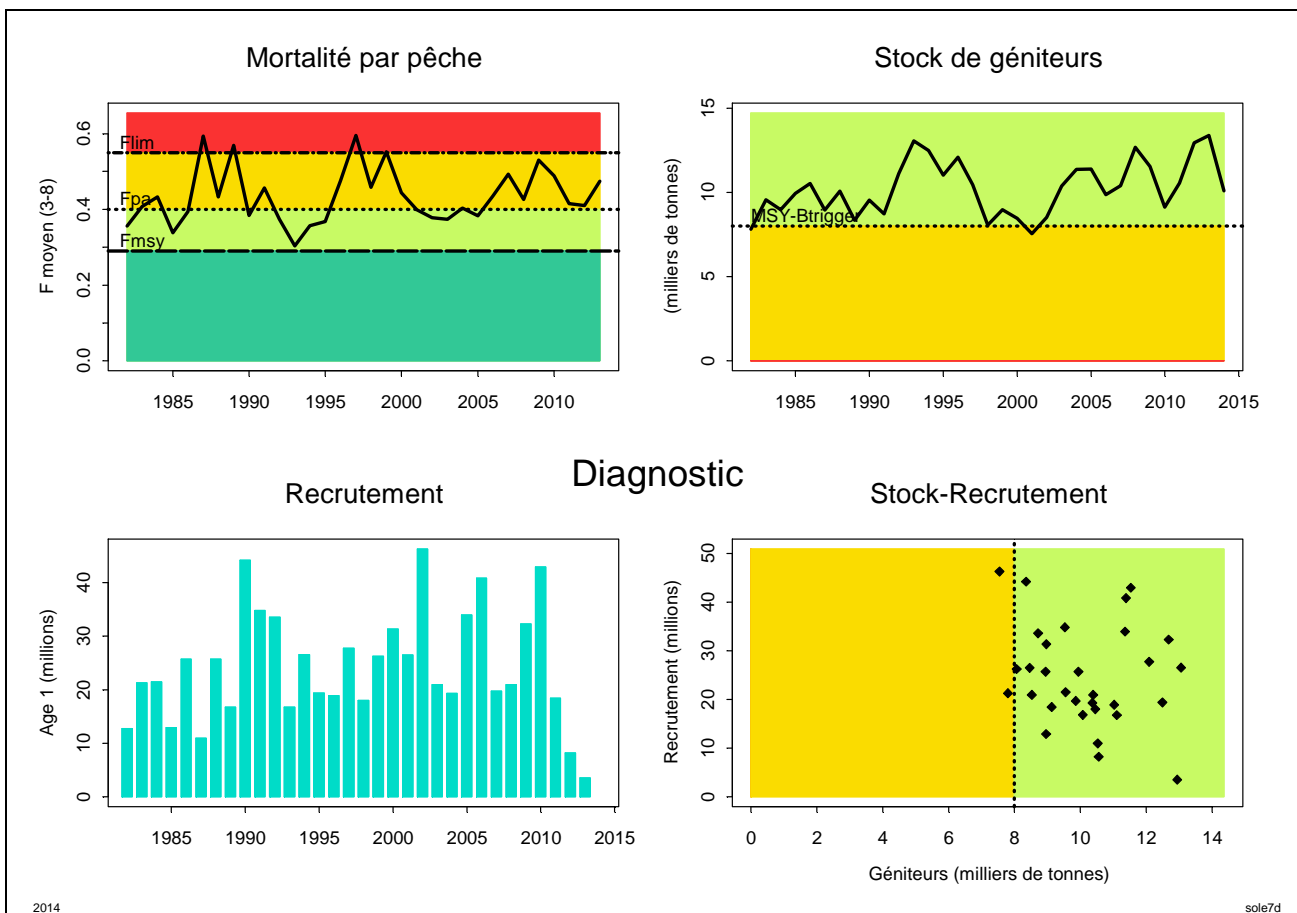 Mortalité par pêche
F moyen (3-8)
0.0 0.2 0.4 0.6
Flim
Fpa
Fmsy
1985 1990 1995 2000 2005 2010
Stock de géniteurs
(milliers de tonnes)
0 5 10 15
MSY-Btrigger
1985 1990 1995 2000 2005 2010 2015
Diagnostic
Recrutement
Age 1 (millions)
0 10 20 30 40
1985 1990 1995 2000 2005 2010 2015
Stock-Recrutement
Recrutement (millions)
0 10 20 30 40 50
0 2 4 6 8 10 12 14
Géniteurs (milliers de tonnes)
2014
sole7d